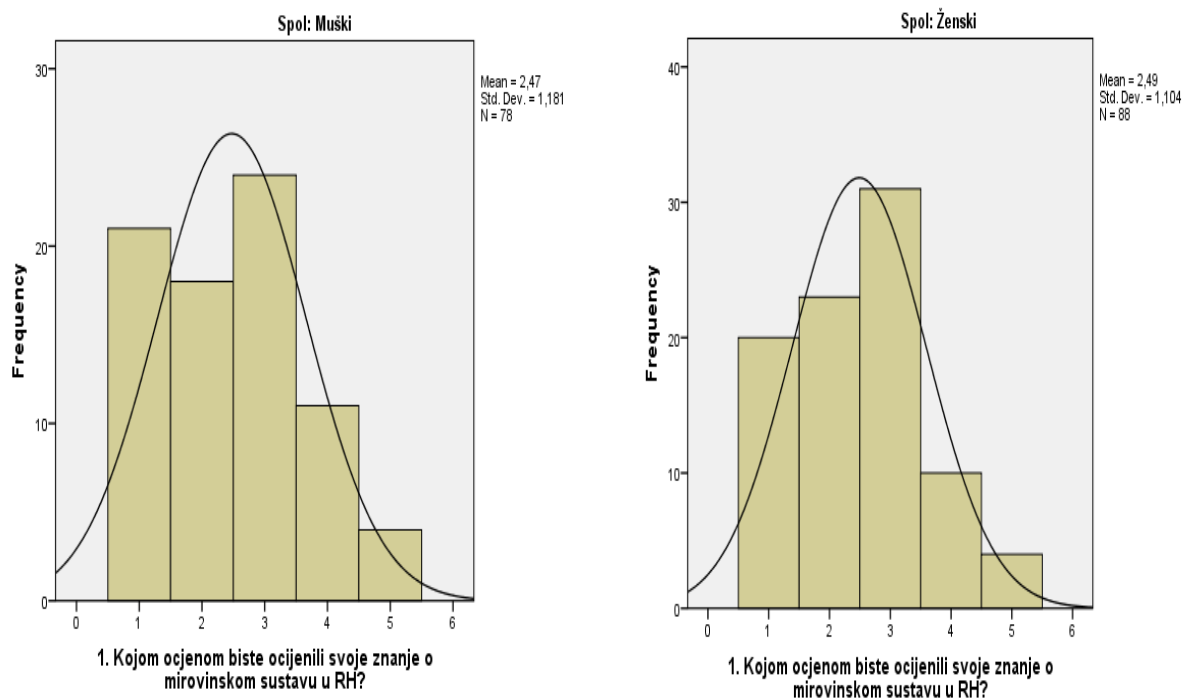 Spol: Muški
Mean = 2,47
Std. Dev. = 1,181
N = 78
Frequency
30
20
10
0
0 1 2 3 4 5 6
1. Kojom ocjenom biste ocijenili svoje znanje o
mirovinskom sustavu u RH?
Spol: Ženski
Mean = 2,49
Std. Dev. = 1,104
N = 88
Frequency
40
30
20
10
0
0 1 2 3 4 5 6
1. Kojom ocjenom biste ocijenili svoje znanje o
mirovinskom sustavu u RH?